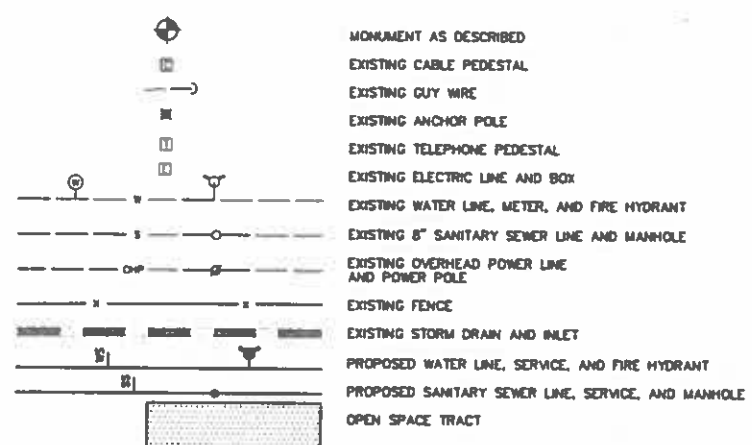 MONUMENT AS DESCRIBED
C EXISTING CABLE PEDESTAL
EXISTING GUY WIRE
EXISTING ANCHOR POLE
T EXISTING TELEPHONE PEDESTAL
E EXISTING ELECTRIC LINE AND BOX
W
W EXISTING WATER LINE, METER, AND FIRE HYDRANT
S EXISTING 8" SANITARY SEWER LINE AND MANHOLE
OHP EXISTING OVERHEAD POWER LINE
AND POWER POLE
X X EXISTING FENCE
EXISTING STORM DRAIN AND INLET
PROPOSED WATER LINE, SERVICE, AND FIRE HYDRANT
SS PROPOSED SANITARY SEWER LINE, SERVICE, AND MANHOLE
OPEN SPACE TRACT